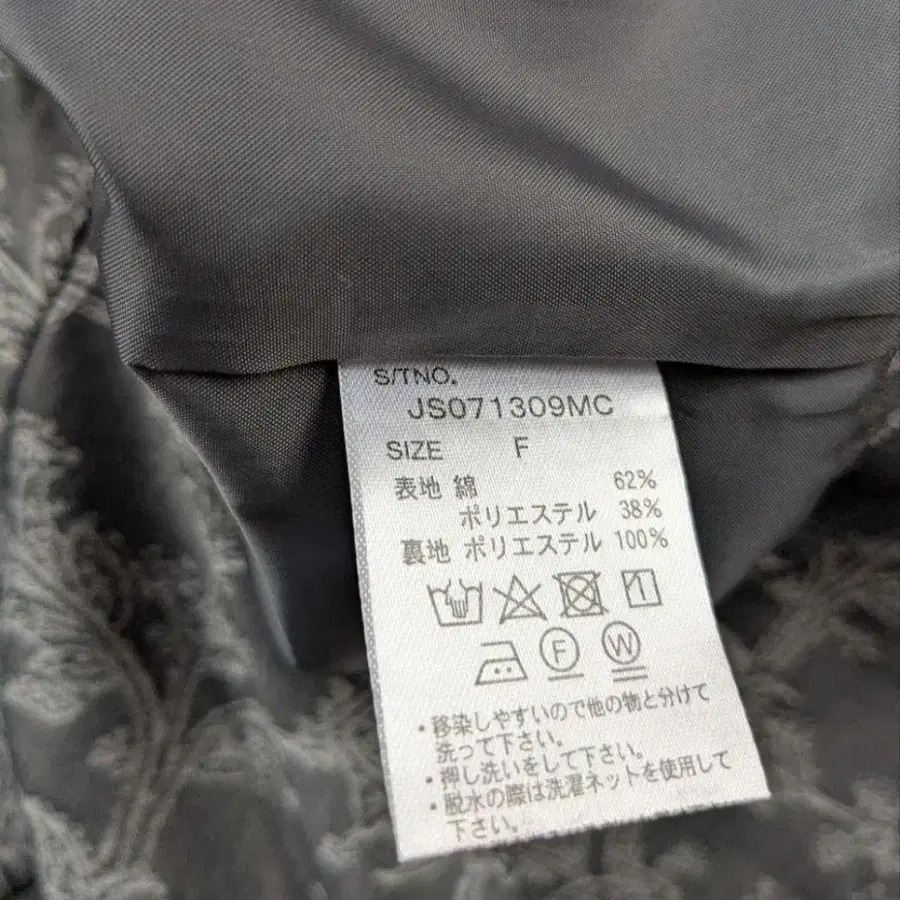 S/TNO.
JS071309MC
SIZE F
表地 綿 62%
ポリエステル 38%
裏地 ポリエステル 100%
F W
・移染しやすいので他の物と分けて
洗って下さい。
・押し洗いをして下さい。
・脱水の際は洗濯ネットを使用して
下さい。